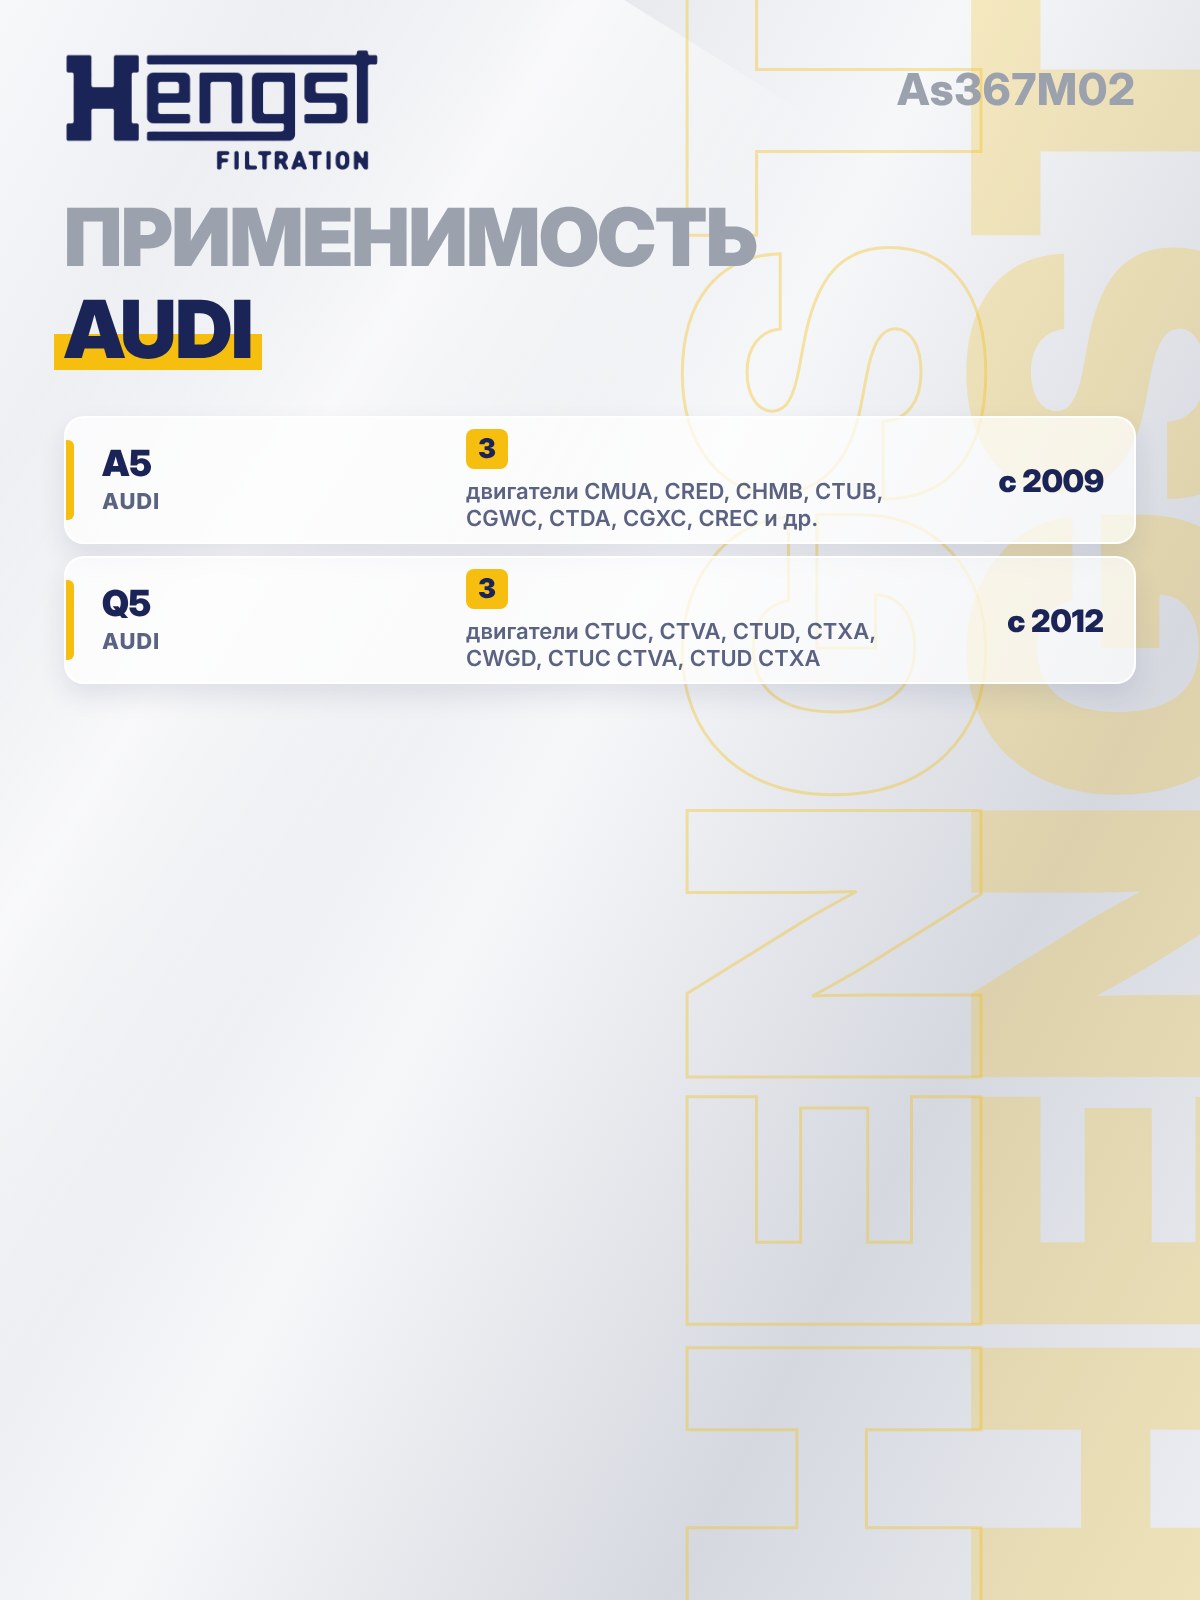 Hengst
FILTRATION
As367M02
ПРИМЕНИМОСТЬ
AUDI
A5
AUDI
3
двигатели CMUA, CRED, CHMB, CTUB,
CGWC, CTDA, CGXC, CREC и др.
с 2009
Q5
AUDI
3
двигатели CTUC, CTVA, CTUD, CTXA,
CWGD, CTUC CTVA, CTUD CTXA
с 2012
HENGST
HENGST